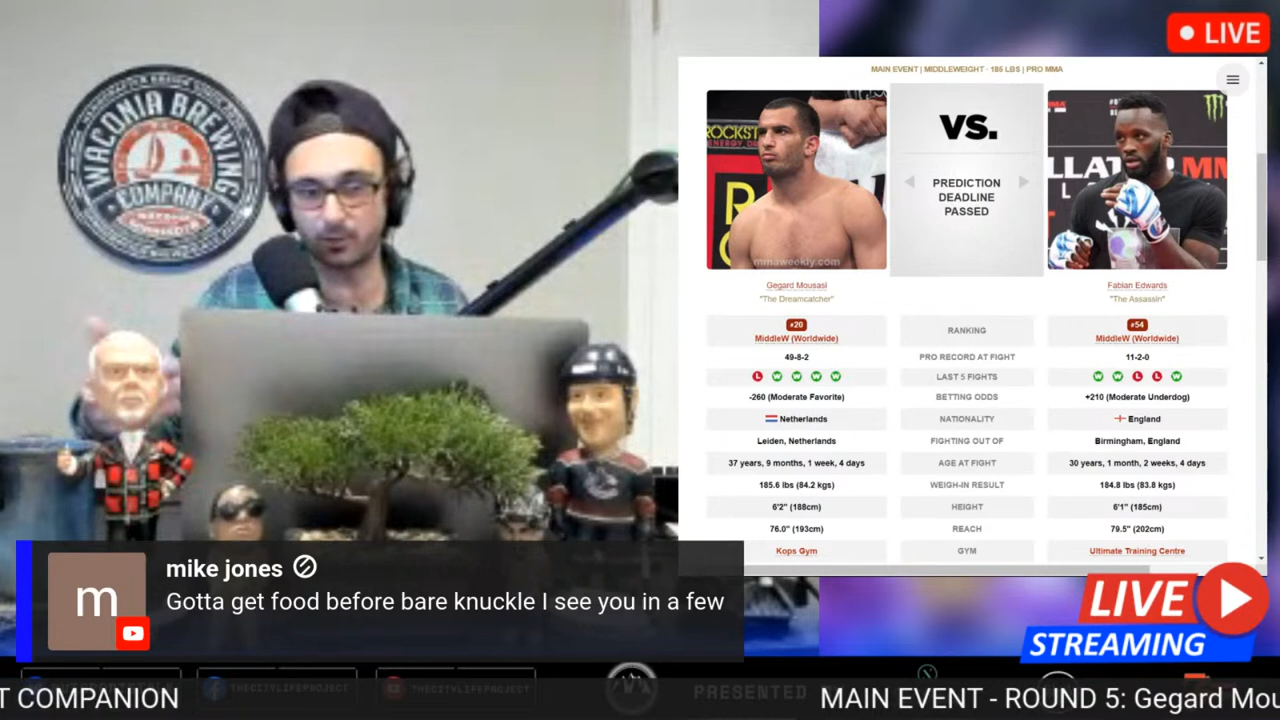 LIVE
MAIN EVENT | MIDDLEWEIGHT · 185 LBS | PRO MMA
WACONIA BREWING
COMPANY
ROCKST
ENERGY
mmaweekly.com
VS.
PREDICTION
DEADLINE
PASSED
LLATOR MM
Gegard Mousasi
"The Dreamcatcher"
Fabian Edwards
"The Assassin"
#20
MiddleW (Worldwide)
RANKING
#54
MiddleW (Worldwide)
49-8-2
PRO RECORD AT FIGHT
11-2-0
L W W W W
LAST 5 FIGHTS
W W L L W
-260 (Moderate Favorite)
BETTING ODDS
+210 (Moderate Underdog)
Netherlands
NATIONALITY
England
Leiden, Netherlands
FIGHTING OUT OF
Birmingham, England
37 years, 9 months, 1 week, 4 days
AGE AT FIGHT
30 years, 1 month, 2 weeks, 4 days
185.6 lbs (84.2 kgs)
WEIGH-IN RESULT
184.8 lbs (83.8 kgs)
6'2" (188cm)
HEIGHT
6'1" (185cm)
76.0" (193cm)
REACH
79.5" (202cm)
Kops Gym
GYM
Ultimate Training Centre
m
mike jones
Gotta get food before bare knuckle I see you in a few
LIVE
STREAMING
THECITYLIFEPROJECT
THECITYLIFEPROJECT
PRESENTED
T COMPANION
MAIN EVENT - ROUND 5: Gegard Mou